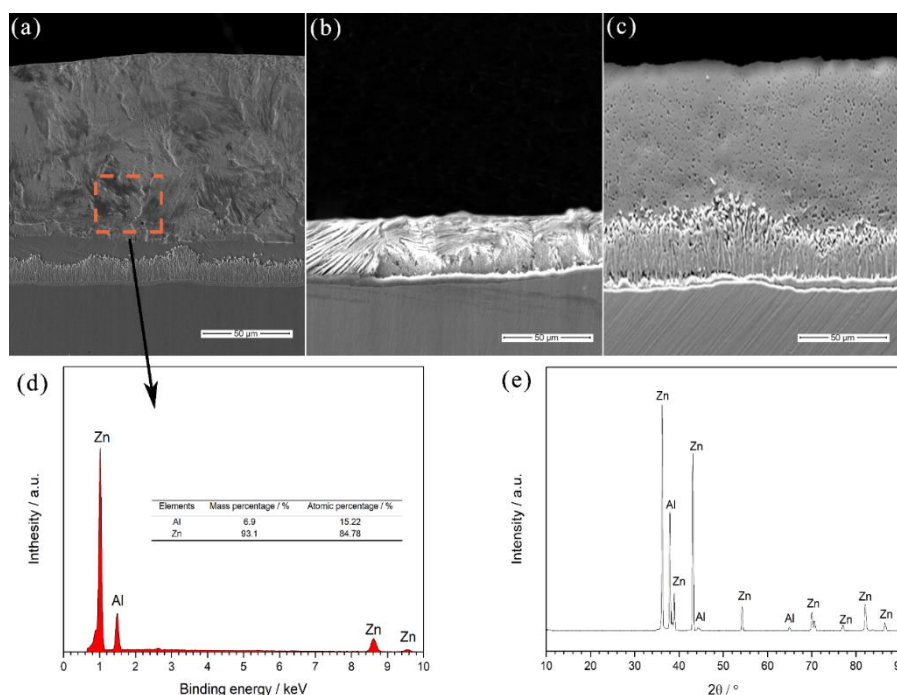 (a)
(b)
(c)
50 μm
50 μm
50 μm
(d)
Zn
Elements Mass percentage / % Atomic percentage / %
Al 6.9 15.22
Zn 93.1 84.78
Al
Zn
Zn
Inthesity / a.u.
0 1 2 3 4 5 6 7 8 9 10
Binding energy / keV
(e)
Zn
Zn
Al
Zn
Al
Zn
Al
Zn
Zn
Zn
Zn
Intensity / a.u.
10 20 30 40 50 60 70 80 90
2θ / °